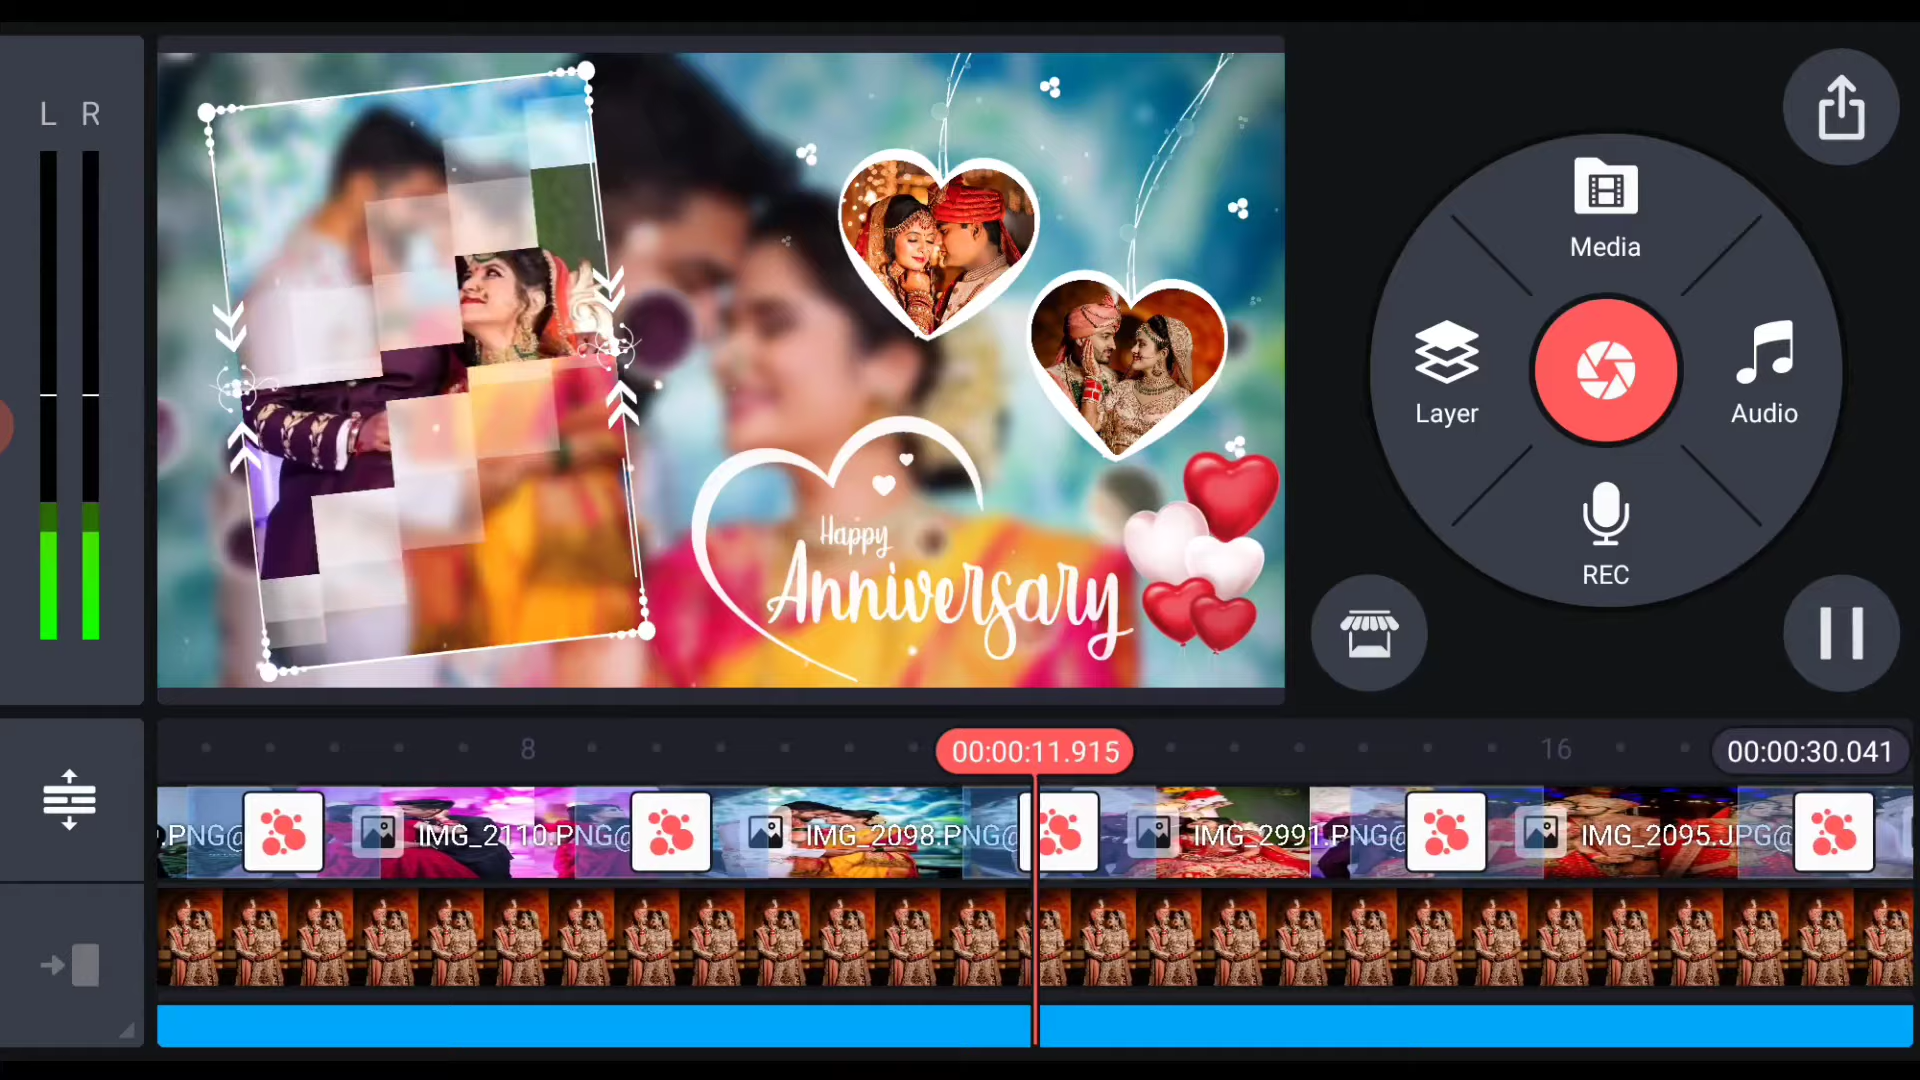 L R
Happy
Anniversary
Media
Layer
Audio
REC
8
00:00:11.915
16
00:00:30.041
.PNG@
IMG_2110.PNG@
IMG_2098.PNG@
IMG_2991.PNG@
IMG_2095.JPG@